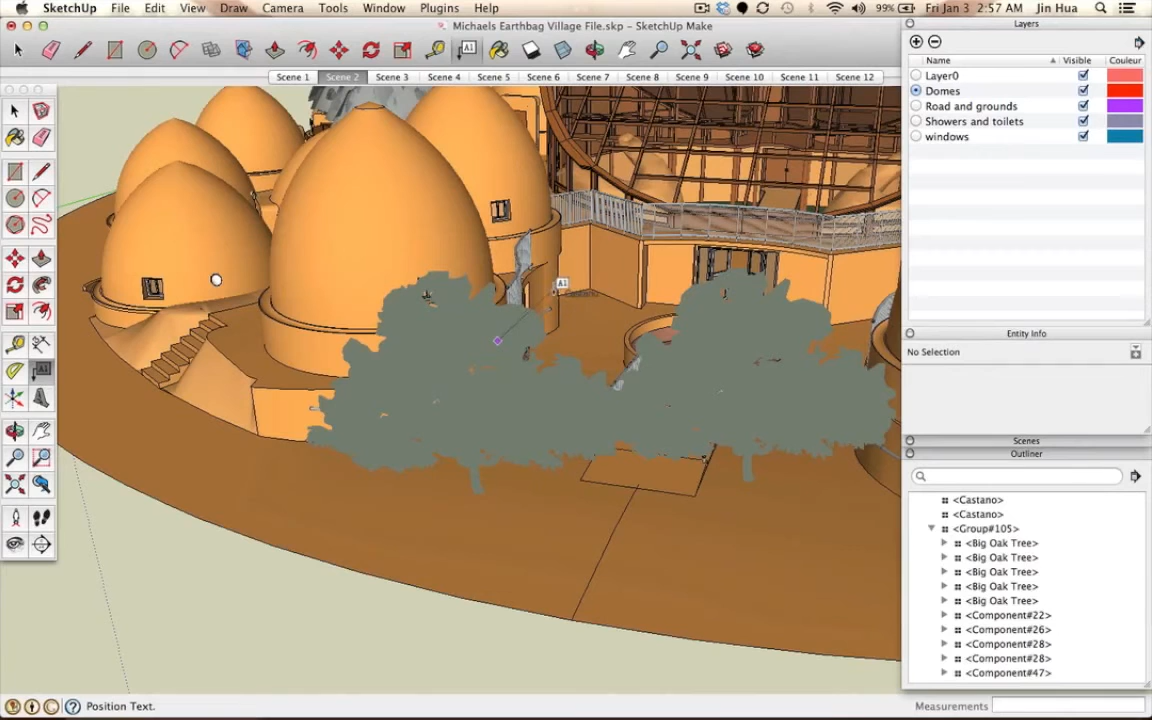 SketchUp File Edit View Draw Camera Tools Window Plugins Help 99% Fri Jan 3 2:57 AM Jin Hua
Michaels Earthbag Village File.skp - SketchUp Make
A1
Scene 1 Scene 2 Scene 3 Scene 4 Scene 5 Scene 6 Scene 7 Scene 8 Scene 9 Scene 10 Scene 11 Scene 12
Layers
Name Visible Couleur
Layer0
Domes
Road and grounds
Showers and toilets
windows
A1
A1
Entity Info
No Selection
Scenes
Outliner
<Castano>
<Castano>
<Group#105>
<Big Oak Tree>
<Big Oak Tree>
<Big Oak Tree>
<Big Oak Tree>
<Big Oak Tree>
<Component#22>
<Component#26>
<Component#28>
<Component#28>
<Component#47>
Position Text.
Measurements